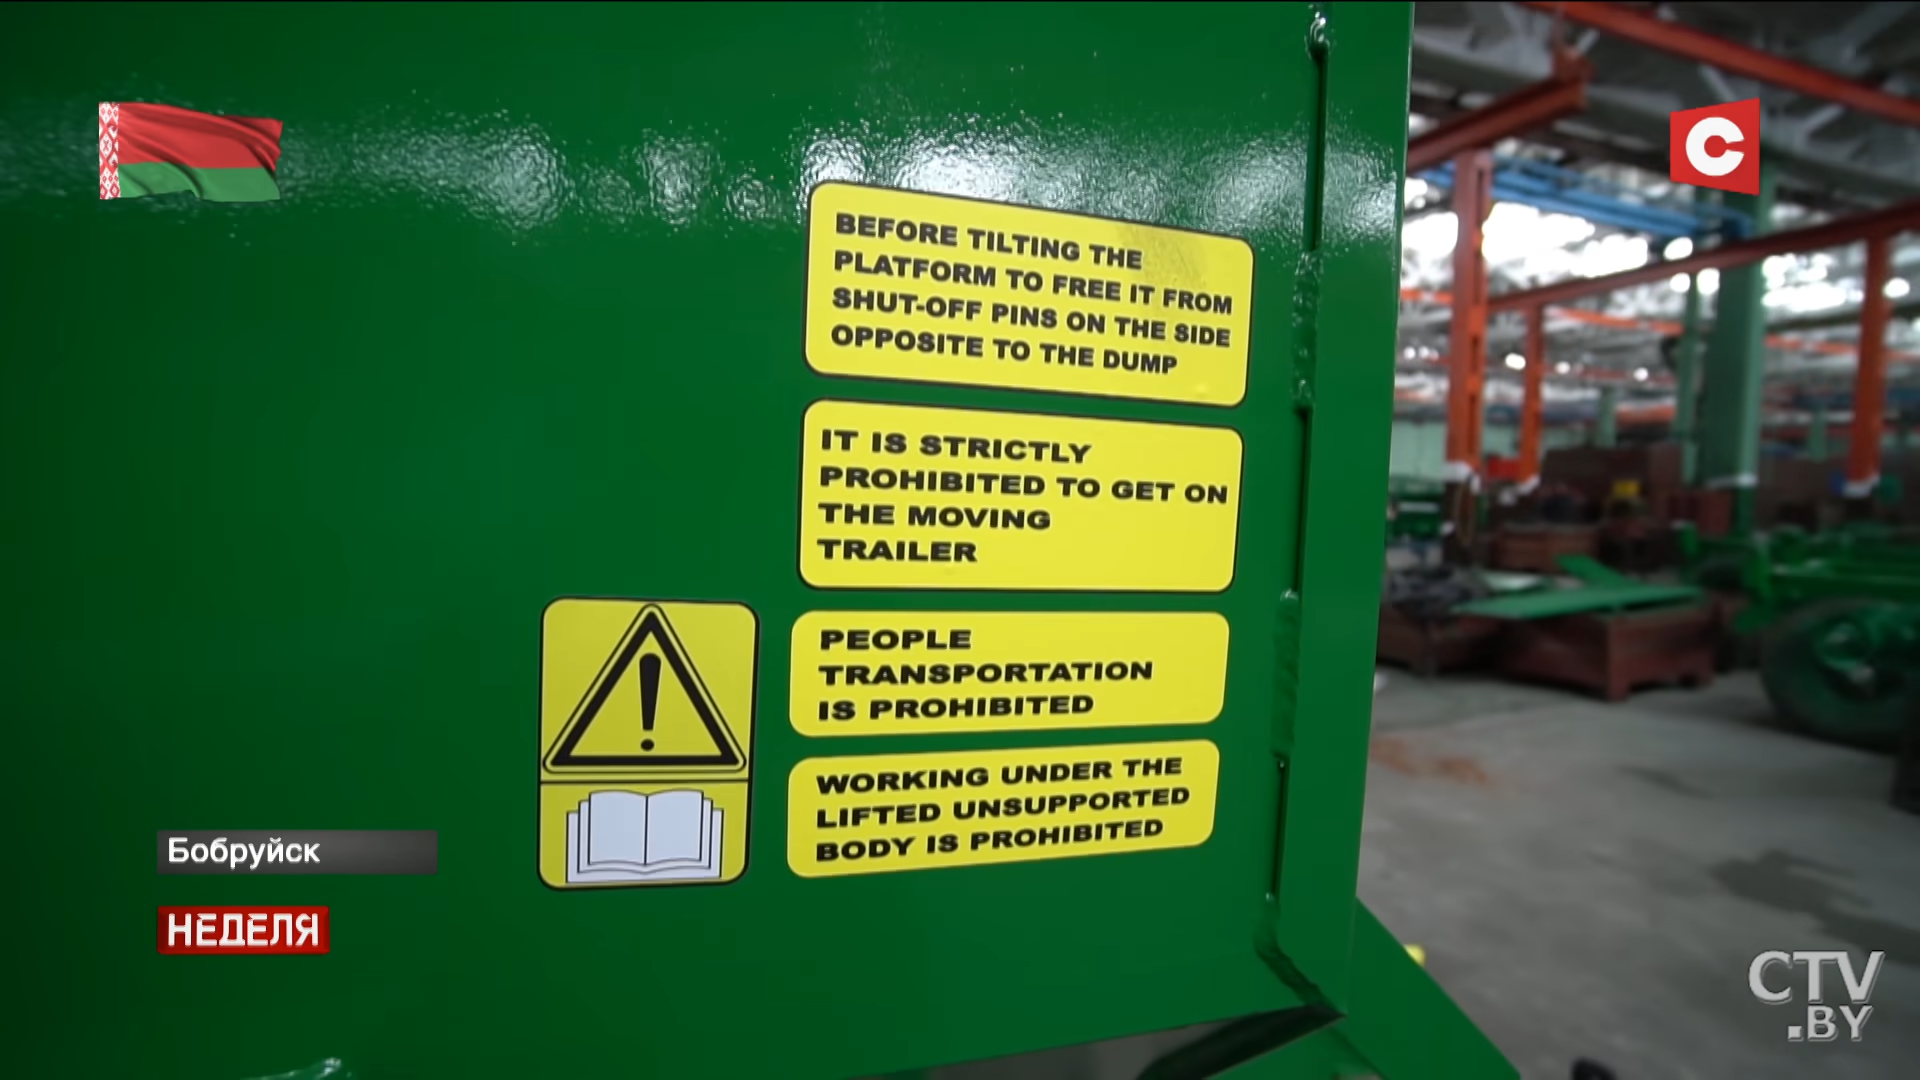 BEFORE TILTING THE
PLATFORM TO FREE IT FROM
SHUT-OFF PINS ON THE SIDE
OPPOSITE TO THE DUMP
IT IS STRICTLY
PROHIBITED TO GET ON
THE MOVING
TRAILER
PEOPLE
TRANSPORTATION
IS PROHIBITED
WORKING UNDER THE
LIFTED UNSUPPORTED
BODY IS PROHIBITED
Бобруйск
НЕДЕЛЯ
C
CTV
.BY